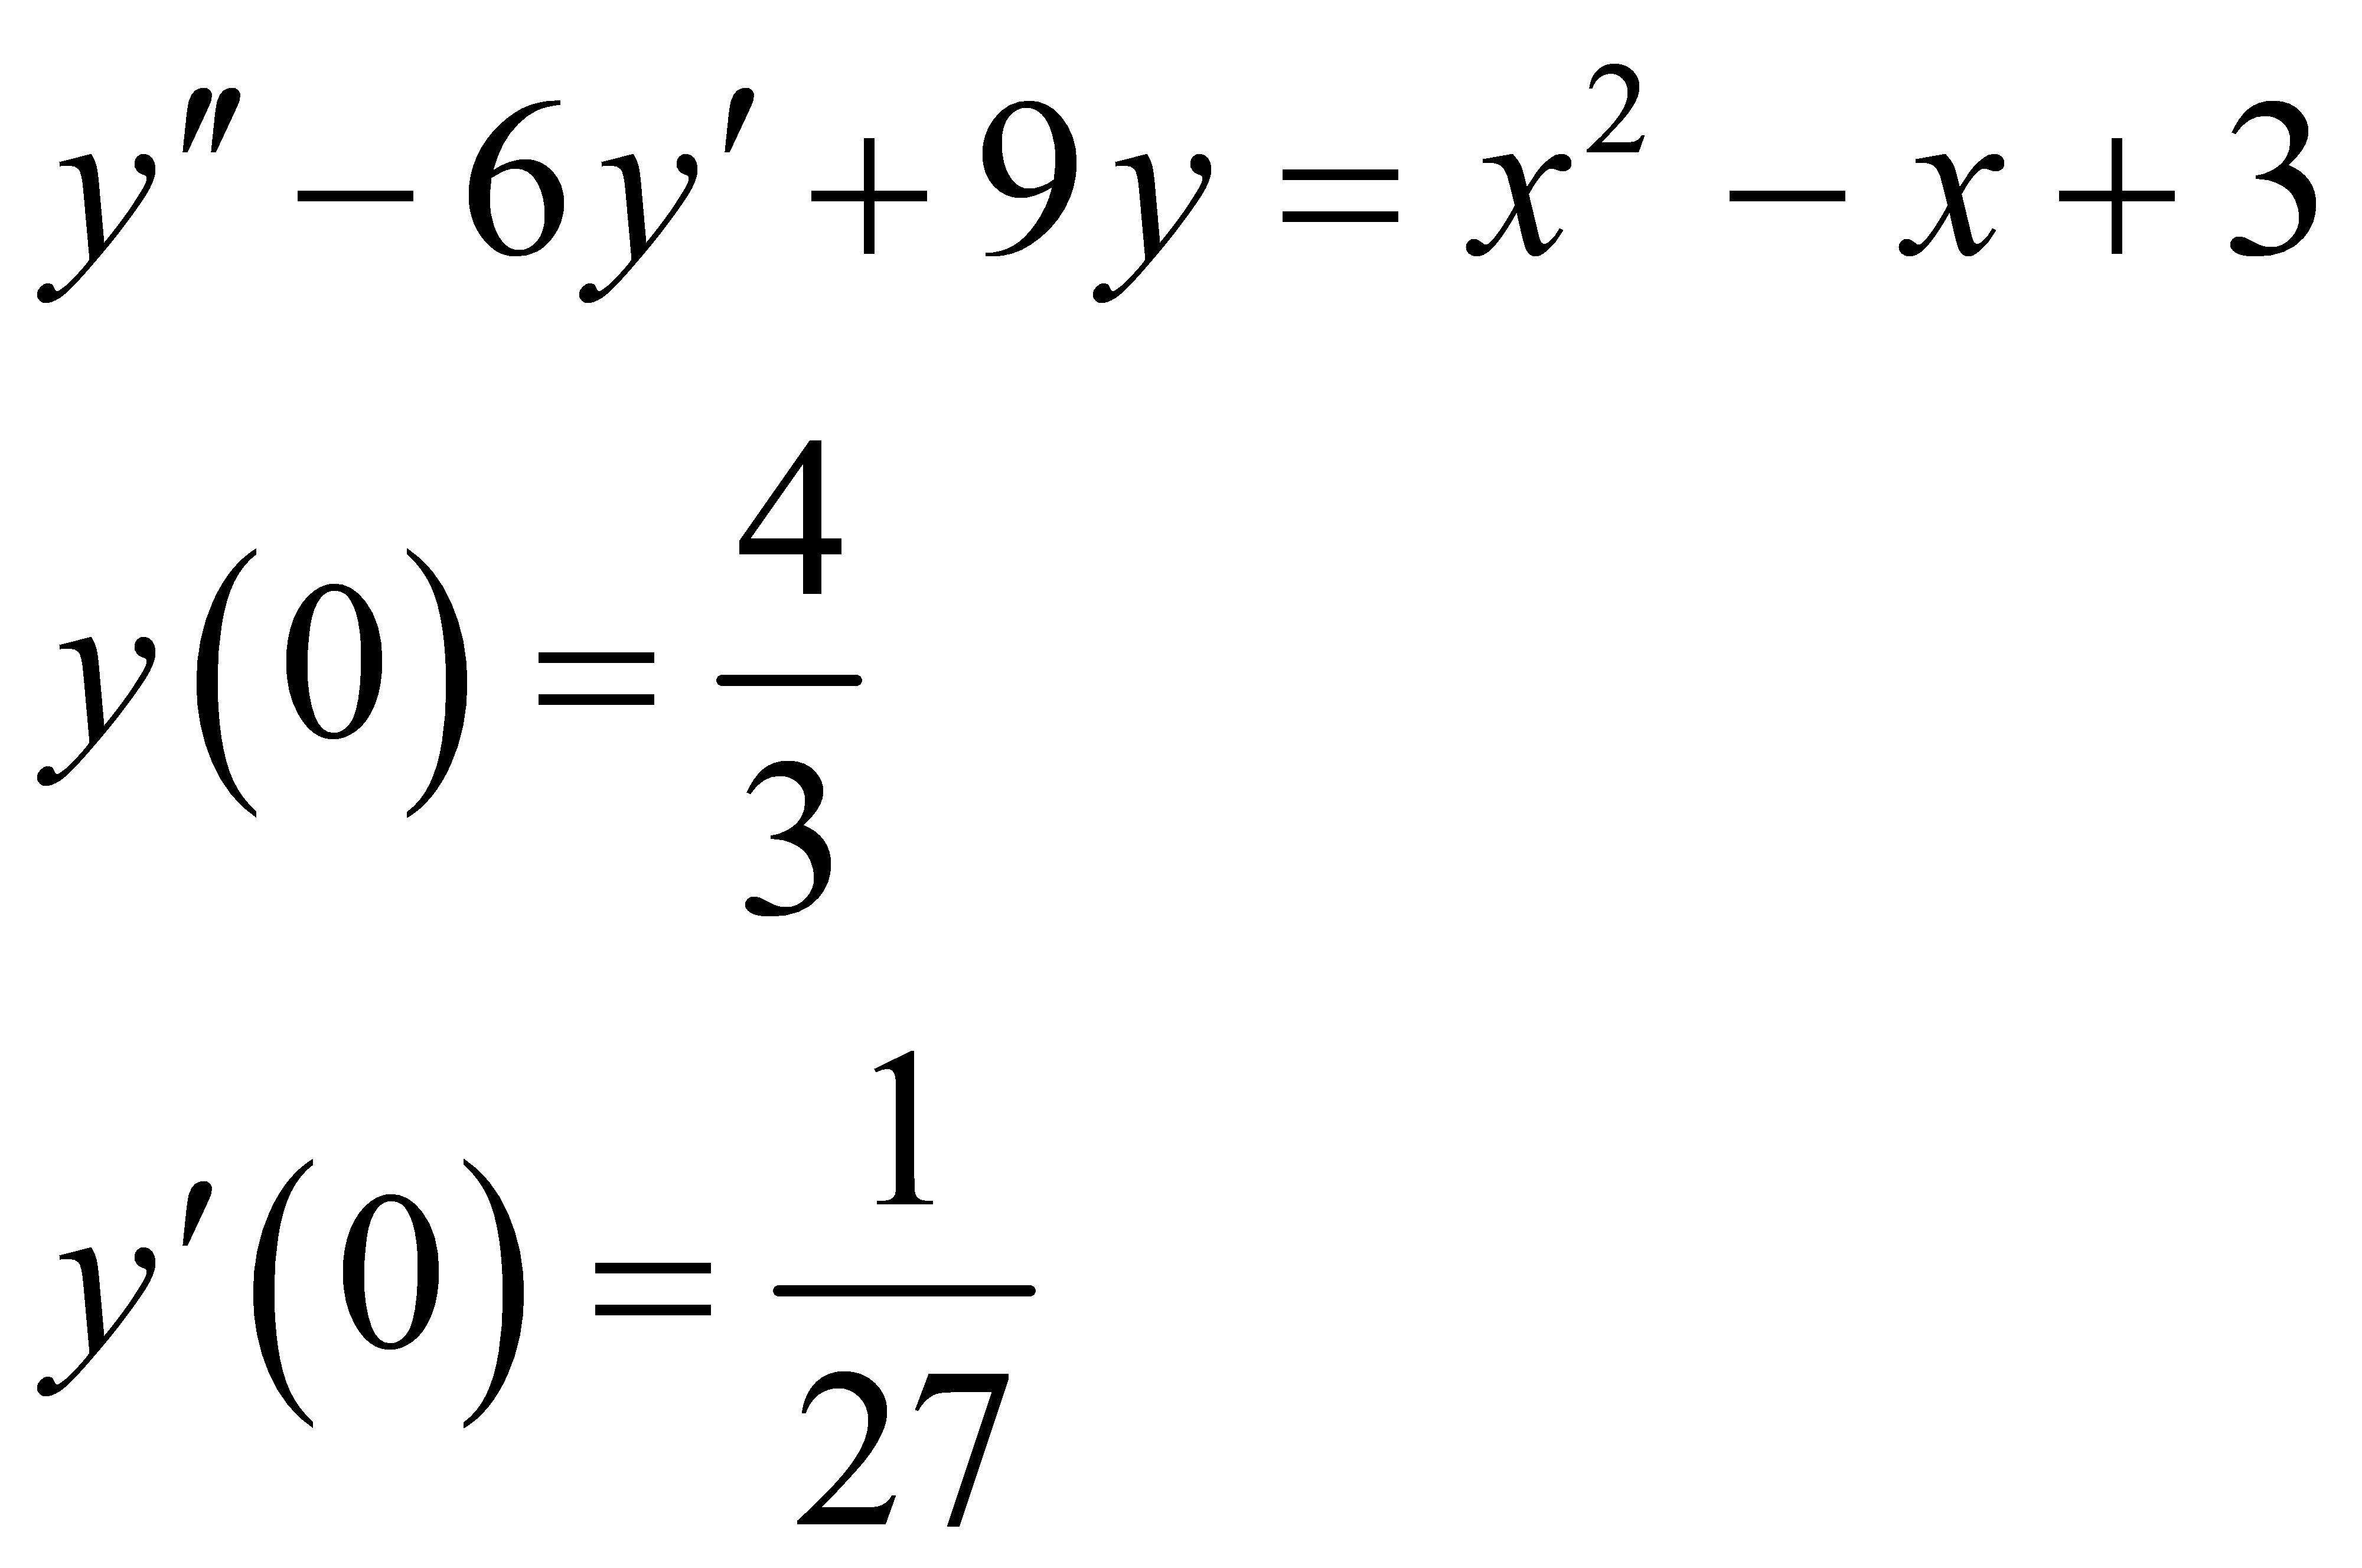 y″ − 6y′ + 9y = x² − x + 3
y(0) = 4/3
y′(0) = 1/27